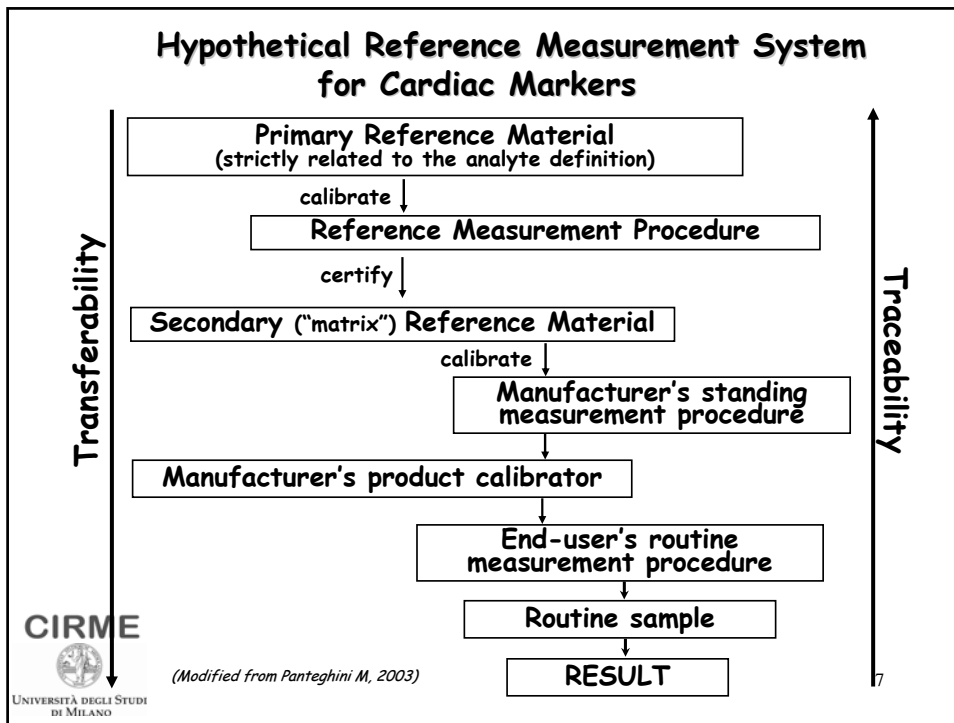 Hypothetical Reference Measurement System
for Cardiac Markers
Primary Reference Material
(strictly related to the analyte definition)
calibrate
Reference Measurement Procedure
certify
Secondary (“matrix”) Reference Material
calibrate
Manufacturer’s standing
measurement procedure
Manufacturer’s product calibrator
End-user’s routine
measurement procedure
Routine sample
RESULT
Transferability
Traceability
CIRME
UNIVERSITÀ DEGLI STUDI
DI MILANO
(Modified from Panteghini M, 2003)
7